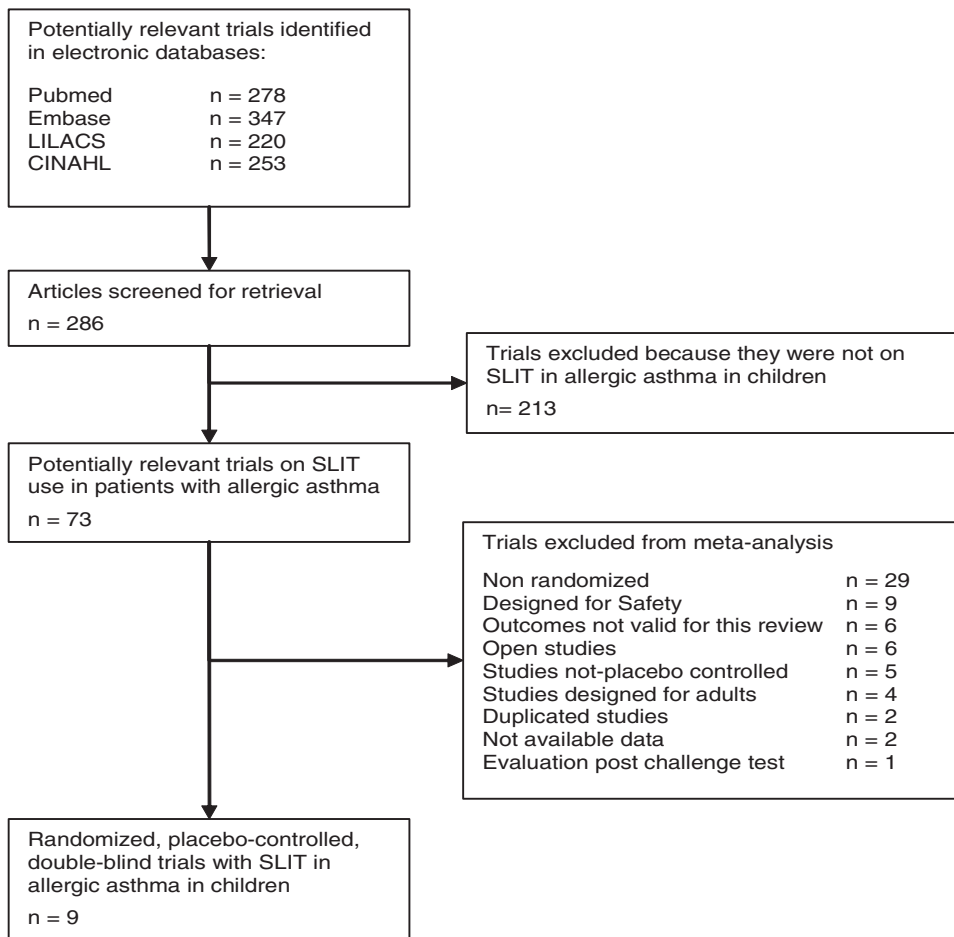 Potentially relevant trials identified
in electronic databases:
Pubmed n = 278
Embase n = 347
LILACS n = 220
CINAHL n = 253
Articles screened for retrieval
n = 286
Trials excluded because they were not on
SLIT in allergic asthma in children
n= 213
Potentially relevant trials on SLIT
use in patients with allergic asthma
n = 73
Trials excluded from meta-analysis
Non randomized n = 29
Designed for Safety n = 9
Outcomes not valid for this review n = 6
Open studies n = 6
Studies not-placebo controlled n = 5
Studies designed for adults n = 4
Duplicated studies n = 2
Not available data n = 2
Evaluation post challenge test n = 1
Randomized, placebo-controlled,
double-blind trials with SLIT in
allergic asthma in children
n = 9